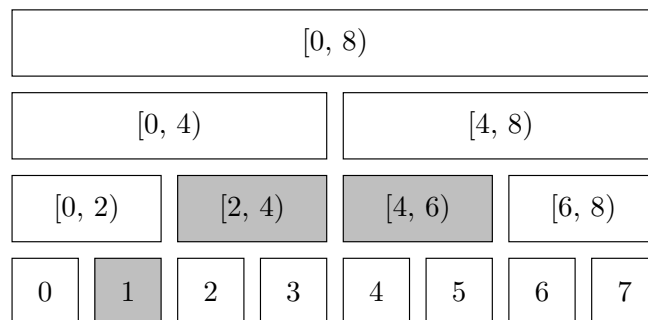 [0, 8)
[0, 4) [4, 8)
[0, 2) [2, 4) [4, 6) [6, 8)
0 1 2 3 4 5 6 7